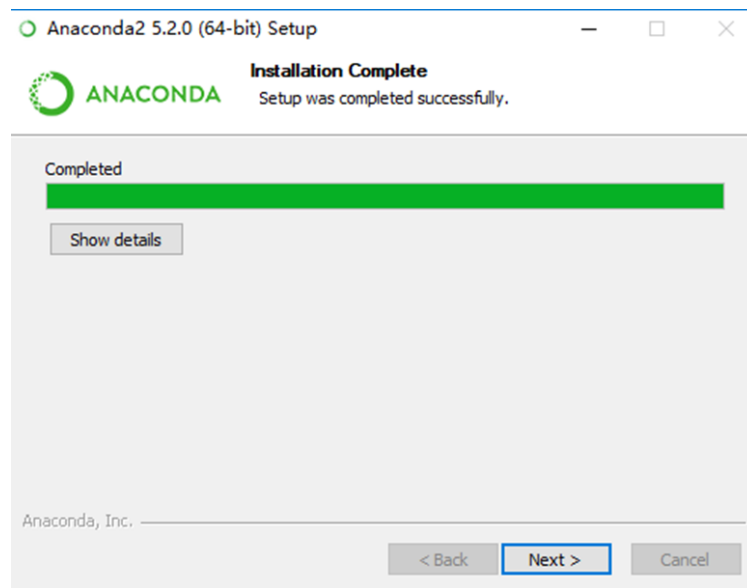 Anaconda2 5.2.0 (64-bit) Setup
ANACONDA
Installation Complete
Setup was completed successfully.
Completed
Show details
Anaconda, Inc.
< Back
Next >
Cancel